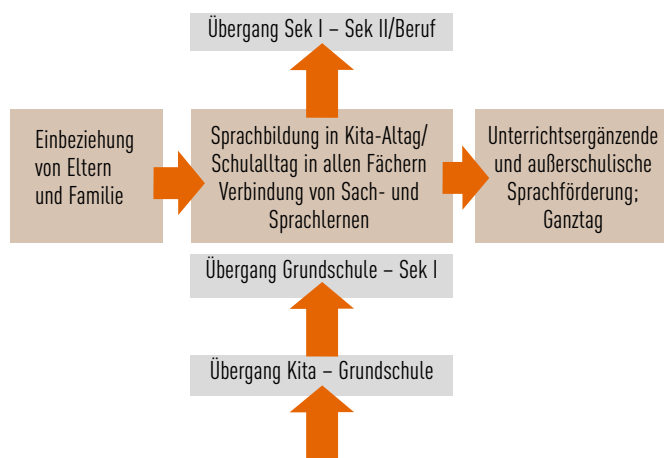 Übergang Sek I – Sek II/Beruf
Einbeziehung
von Eltern
und Familie
Sprachbildung in Kita-Altag/
Schulalltag in allen Fächern
Verbindung von Sach- und
Sprachlernen
Unterrichtsergänzende
und außerschulische
Sprachförderung;
Ganztag
Übergang Grundschule – Sek I
Übergang Kita – Grundschule